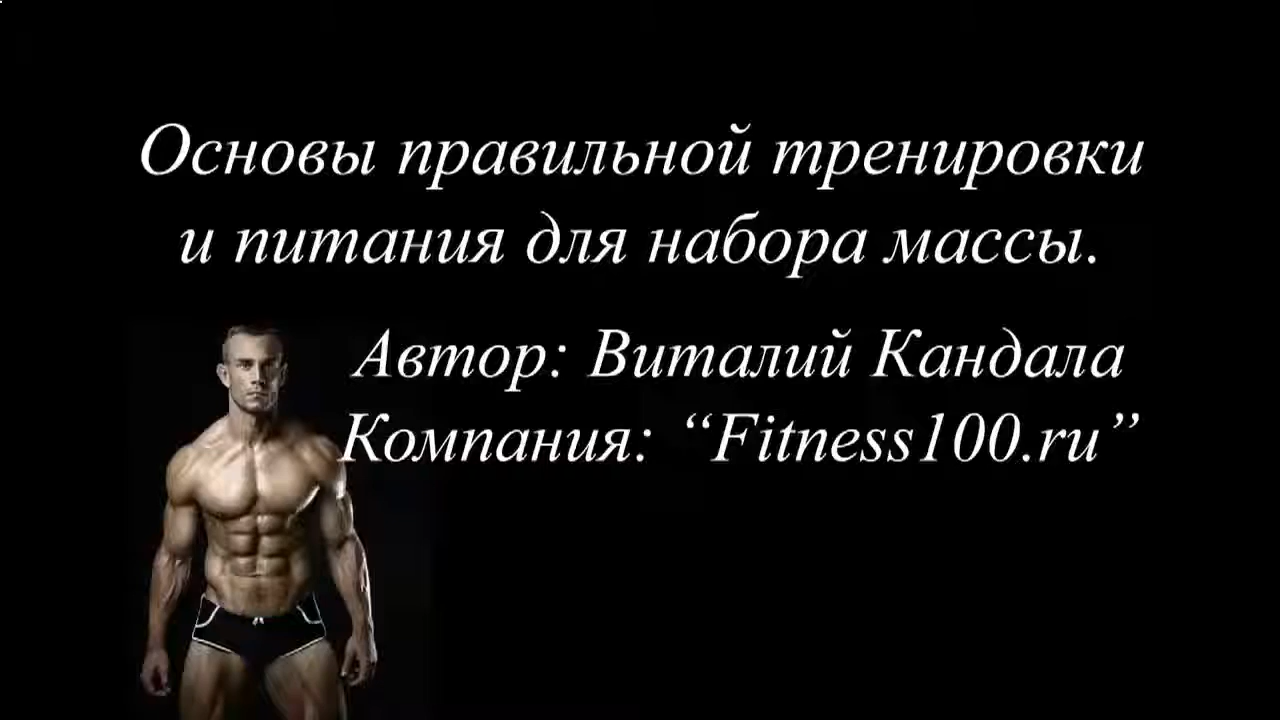 Основы правильной тренировки
и питания для набора массы.
Автор: Виталий Кандала
Компания: “Fitness100.ru”